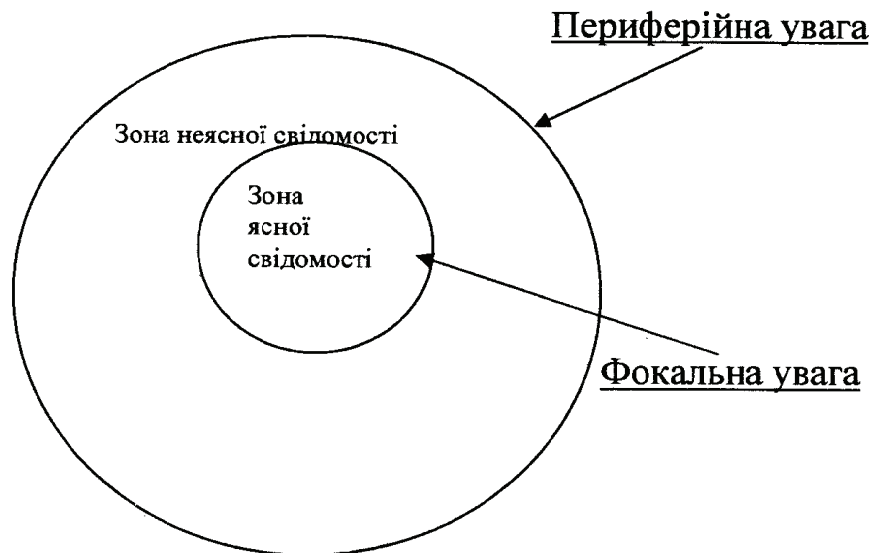 Периферійна увага
Зона неясної свідомості
Зона
ясної
свідомості
Фокальна увага